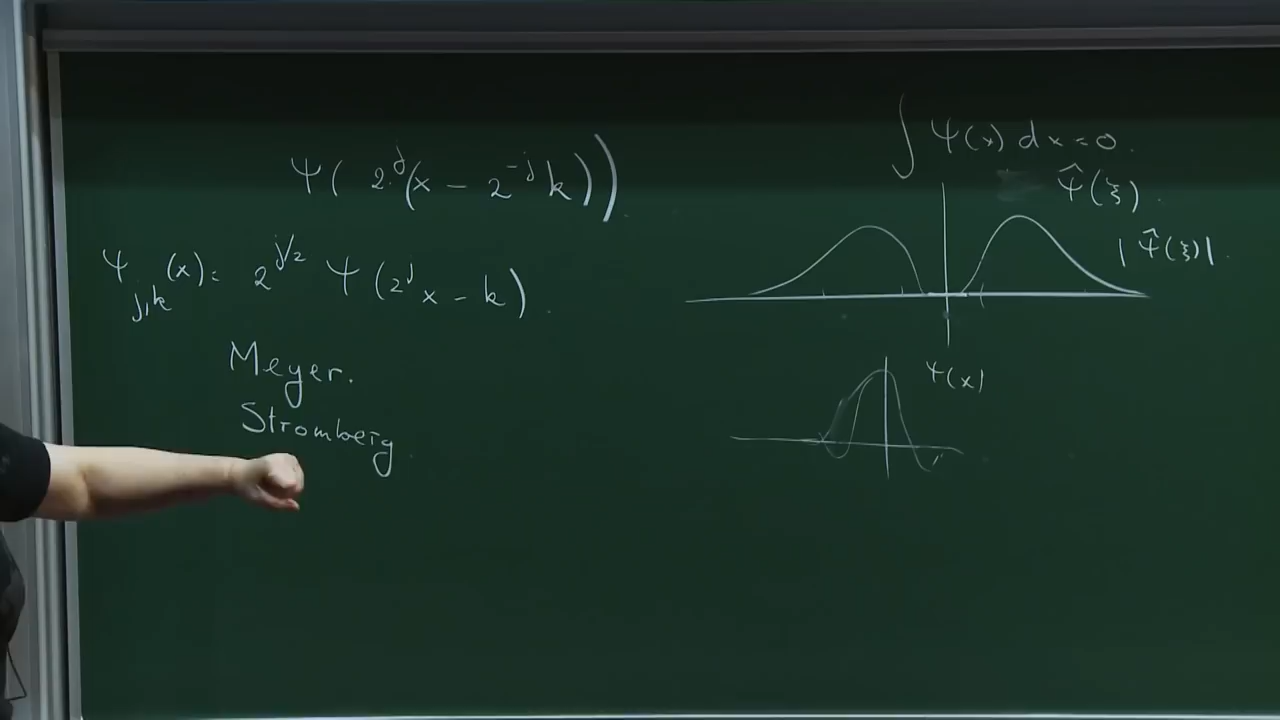 Ψ( 2^j(x − 2^{-j} k))
Ψ_{j,k}(x) = 2^{j/2} Ψ(2^j x − k).
Meyer.
Stromberg.
∫ Ψ(x) dx = 0.
Ψ̂(ξ).
|Ψ̂(ξ)|.
Ψ(x)